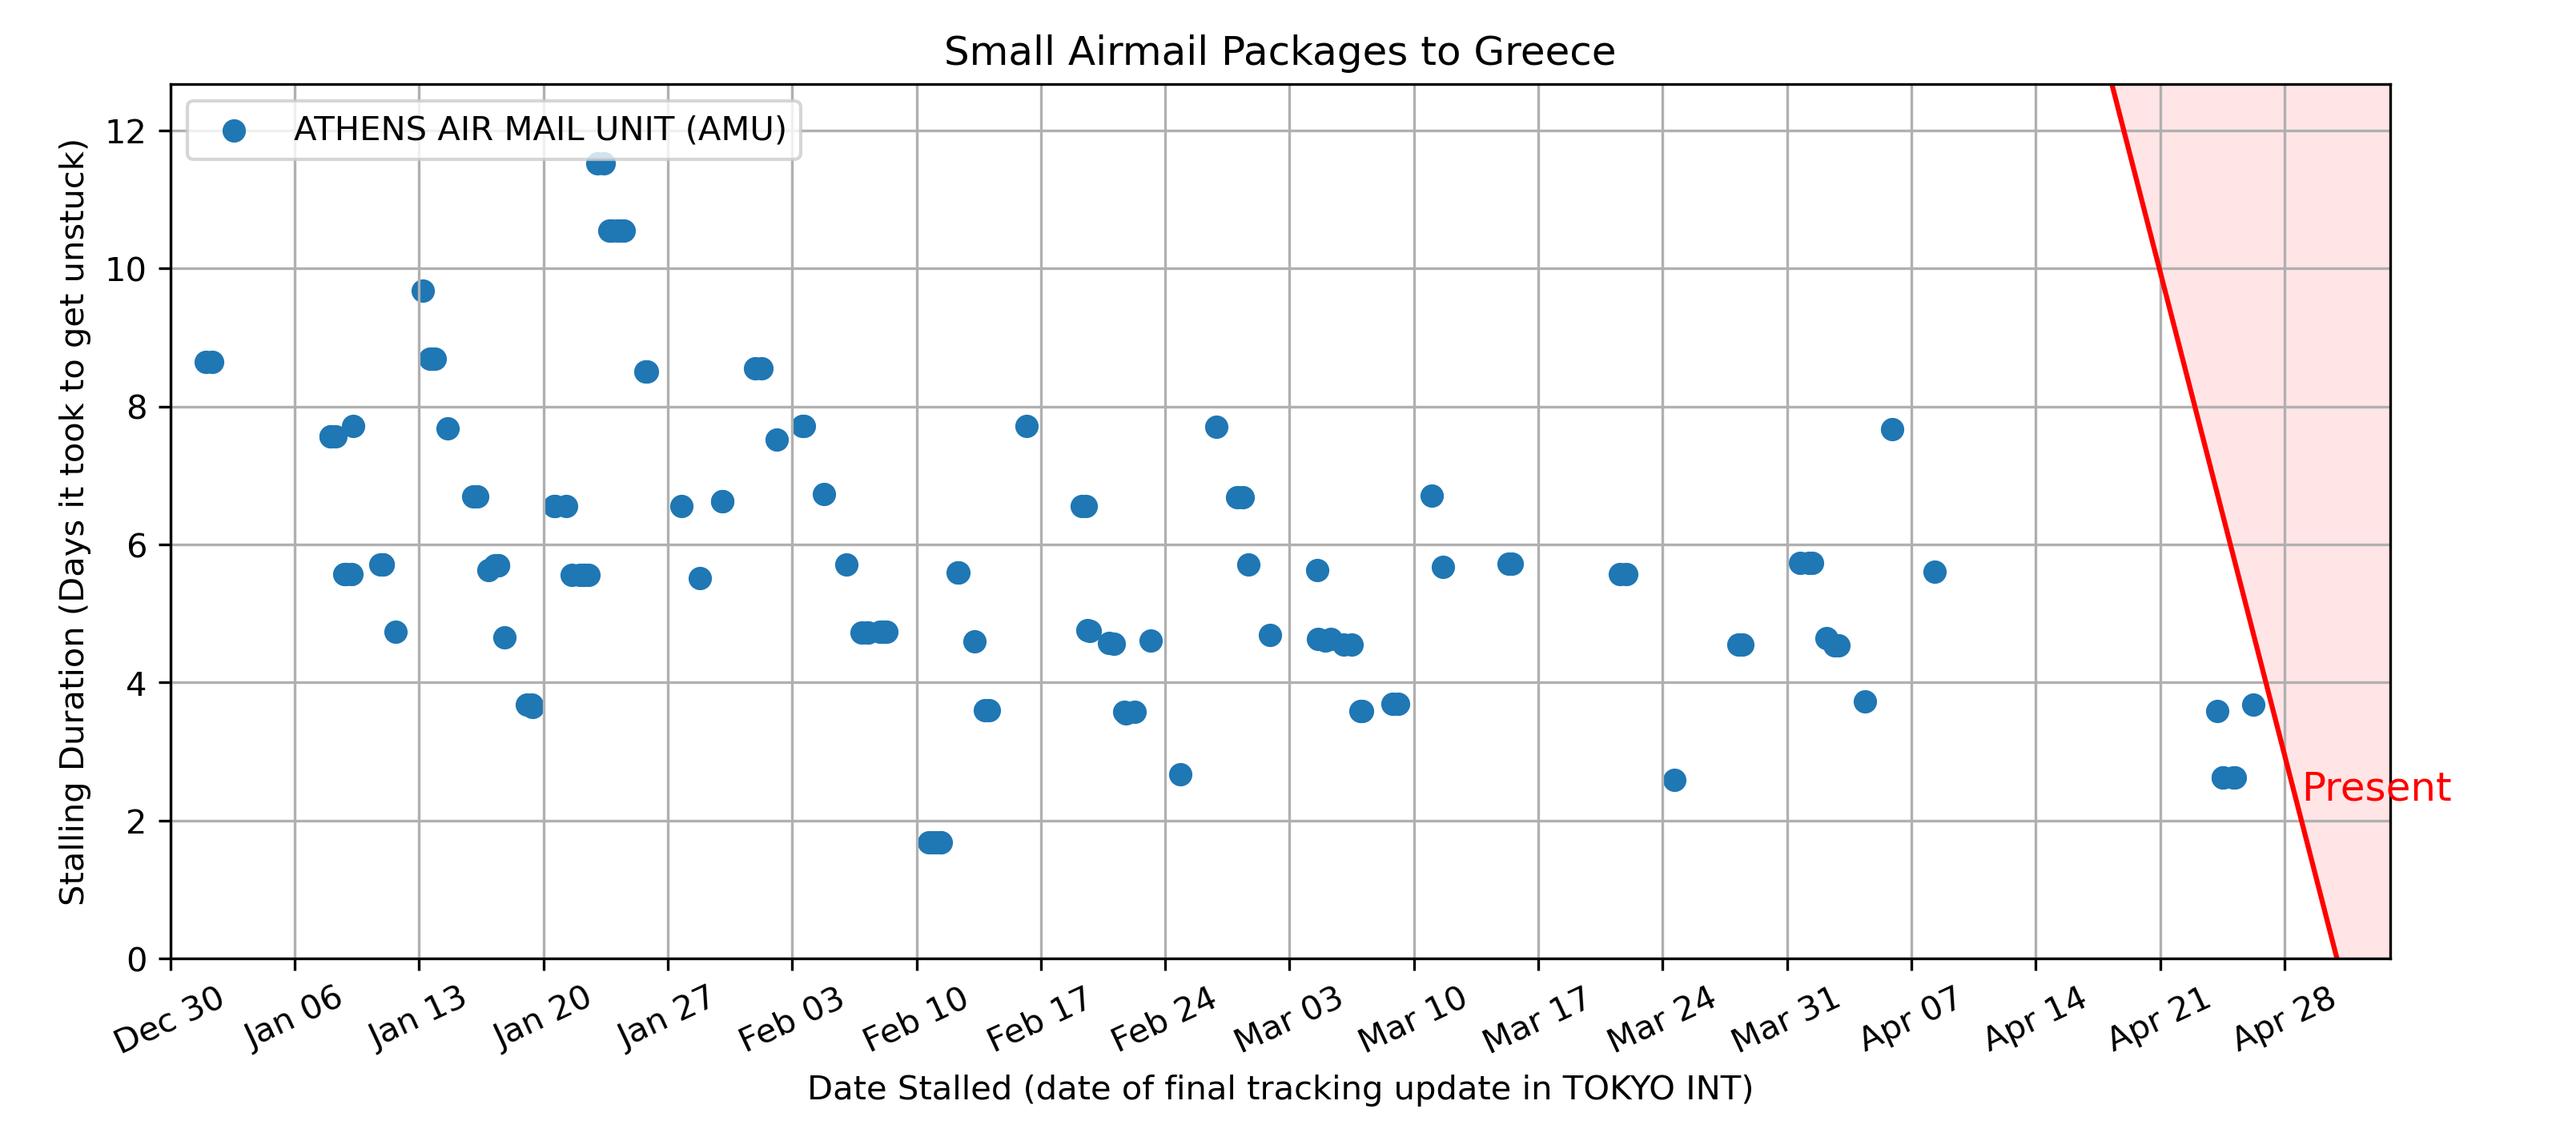 Small Airmail Packages to Greece
ATHENS AIR MAIL UNIT (AMU)
Stalling Duration (Days it took to get unstuck)
12
10
8
6
4
2
0
Present
Dec 30
Jan 06
Jan 13
Jan 20
Jan 27
Feb 03
Feb 10
Feb 17
Feb 24
Mar 03
Mar 10
Mar 17
Mar 24
Mar 31
Apr 07
Apr 14
Apr 21
Apr 28
Date Stalled (date of final tracking update in TOKYO INT)